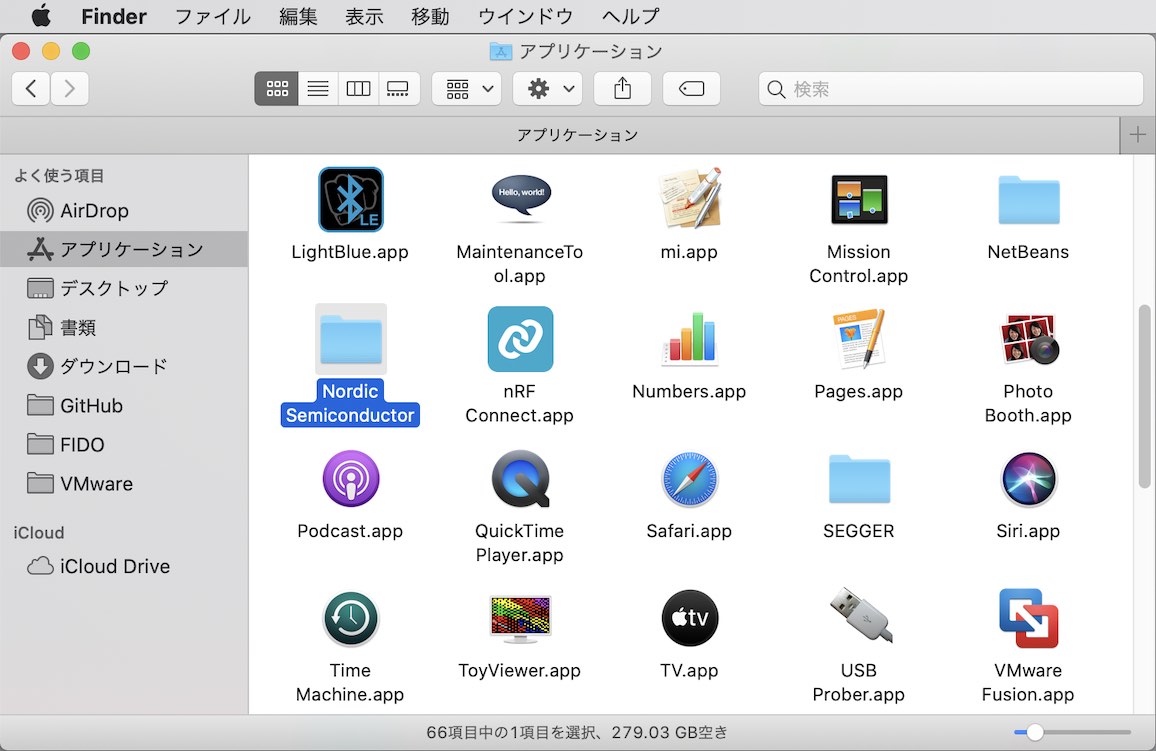 Finder ファイル 編集 表示 移動 ウインドウ ヘルプ
アプリケーション
検索
アプリケーション
よく使う項目
AirDrop
アプリケーション
デスクトップ
書類
ダウンロード
GitHub
FIDO
VMware
iCloud
iCloud Drive
LE
LightBlue.app
Hello, world!
MaintenanceTo
ol.app
mi.app
Mission
Control.app
NetBeans
Nordic
Semiconductor
nRF
Connect.app
Numbers.app
PAGES
Pages.app
Photo
Booth.app
Podcast.app
QuickTime
Player.app
Safari.app
SEGGER
Siri.app
Time
Machine.app
ToyViewer.app
tv
TV.app
USB
Prober.app
VMware
Fusion.app
66項目中の1項目を選択、279.03 GB空き